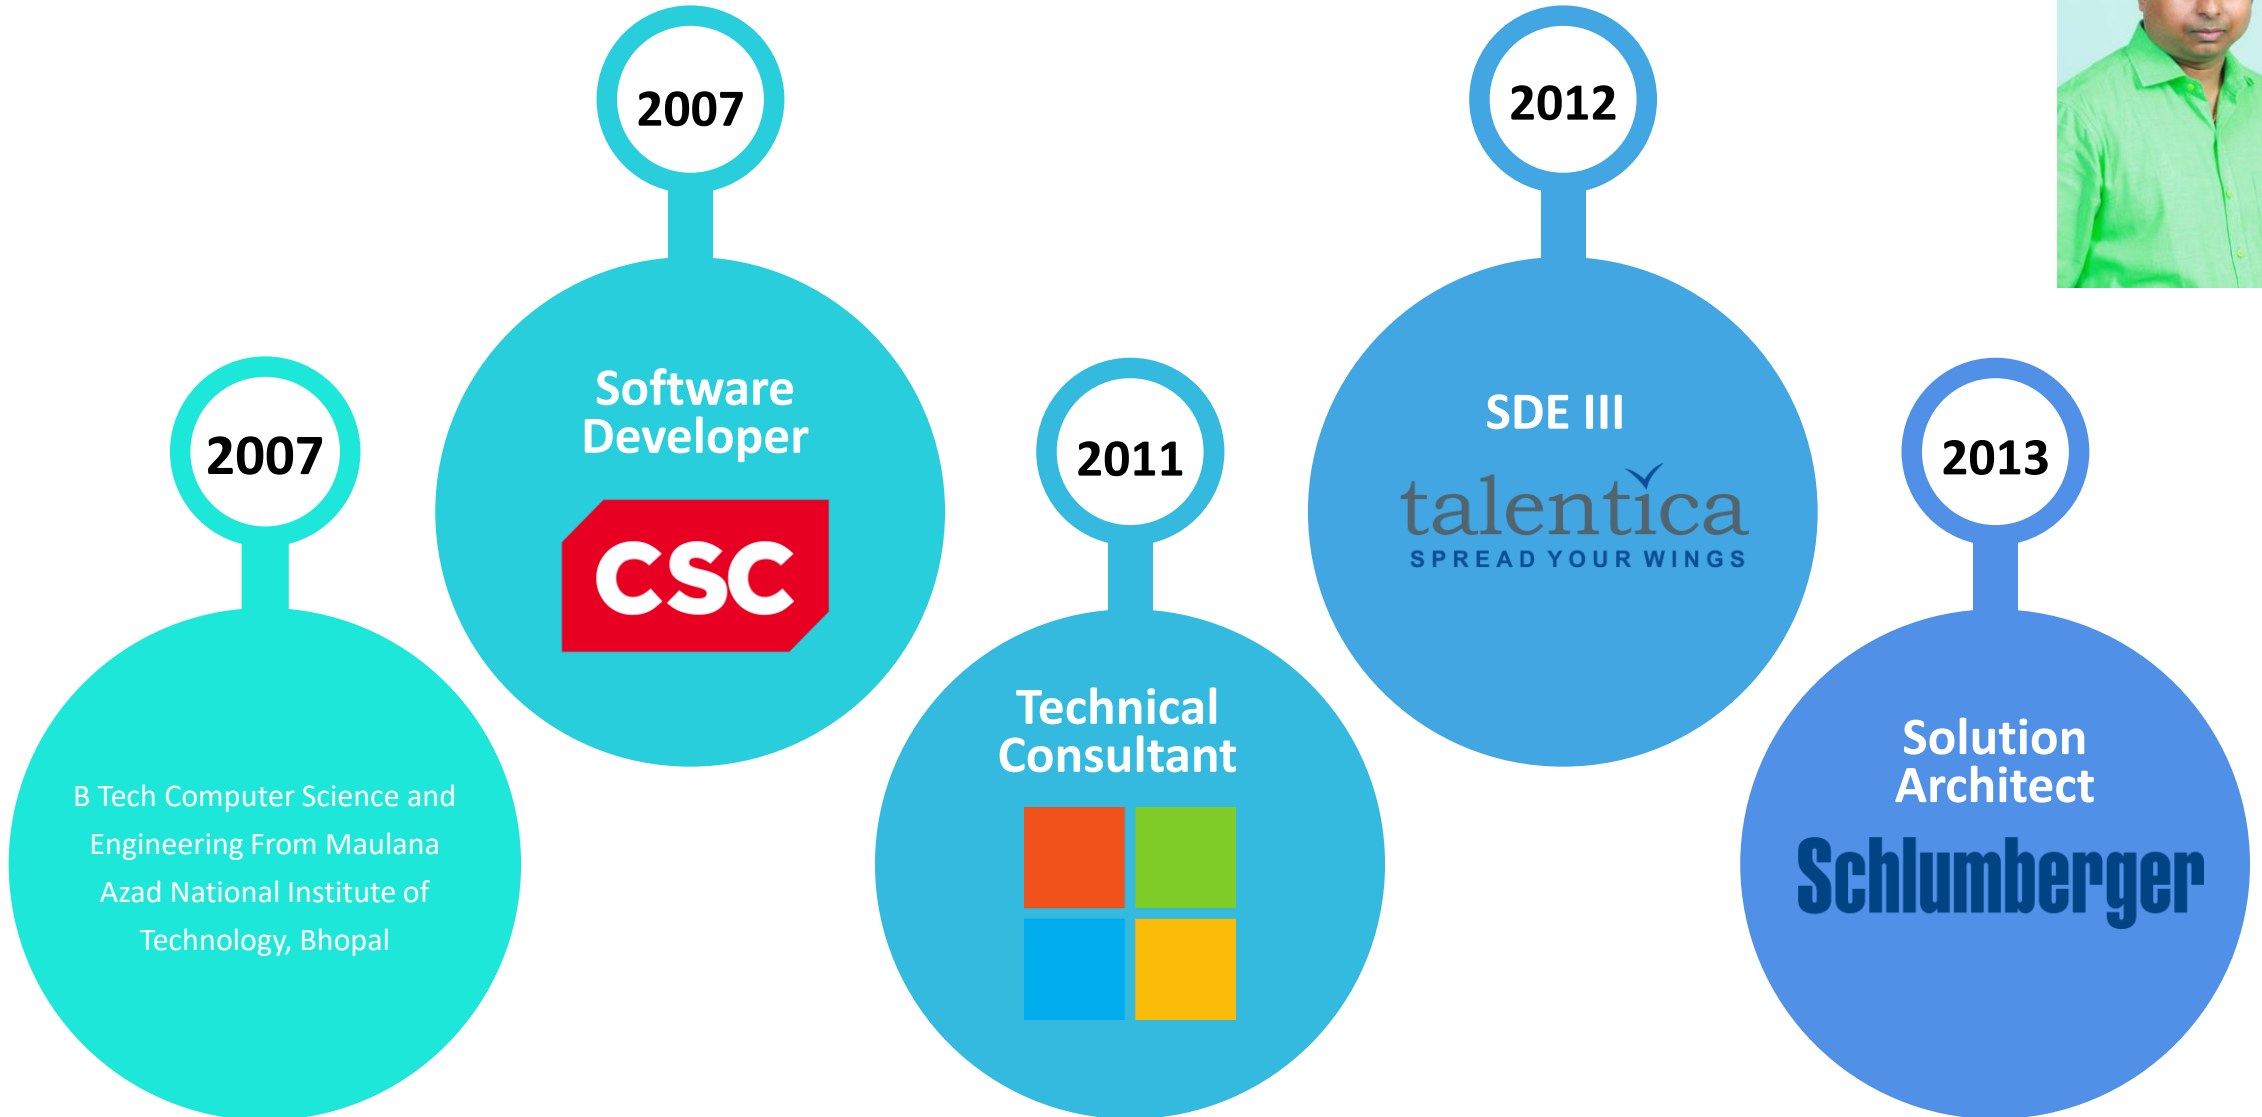 2007
B Tech Computer Science and
Engineering From Maulana
Azad National Institute of
Technology, Bhopal
2007
Software
Developer
CSC
2011
Technical
Consultant
2012
SDE III
talentica
SPREAD YOUR WINGS
2013
Solution
Architect
Schlumberger